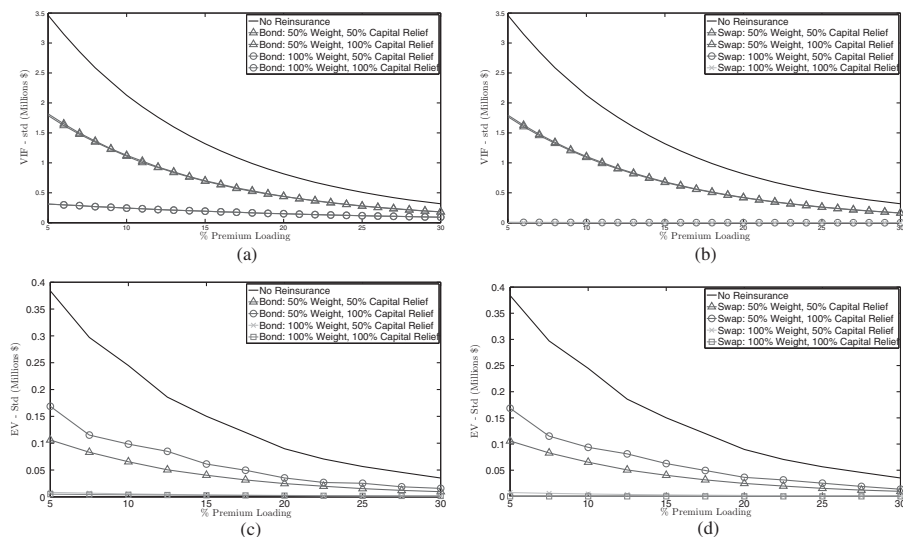 3.5
3
2.5
2
1.5
1
0.5
0
5
10
15
20
25
30
VIF - std (Millions $)
% Premium Loading
No Reinsurance
Bond: 50% Weight, 50% Capital Relief
Bond: 50% Weight, 100% Capital Relief
Bond: 100% Weight, 50% Capital Relief
Bond: 100% Weight, 100% Capital Relief
(a)
3.5
3
2.5
2
1.5
1
0.5
0
5
10
15
20
25
30
VIF - std (Millions $)
% Premium Loading
No Reinsurance
Swap: 50% Weight, 50% Capital Relief
Swap: 50% Weight, 100% Capital Relief
Swap: 100% Weight, 50% Capital Relief
Swap: 100% Weight, 100% Capital Relief
(b)
0.4
0.35
0.3
0.25
0.2
0.15
0.1
0.05
0
5
10
15
20
25
30
EV - Std (Millions $)
% Premium Loading
No Reinsurance
Bond: 50% Weight, 50% Capital Relief
Bond: 50% Weight, 100% Capital Relief
Bond: 100% Weight, 50% Capital Relief
Bond: 100% Weight, 100% Capital Relief
(c)
0.4
0.35
0.3
0.25
0.2
0.15
0.1
0.05
0
5
10
15
20
25
30
EV - Std (Millions $)
% Premium Loading
No Reinsurance
Swap: 50% Weight, 50% Capital Relief
Swap: 50% Weight, 100% Capital Relief
Swap: 100% Weight, 50% Capital Relief
Swap: 100% Weight, 100% Capital Relief
(d)